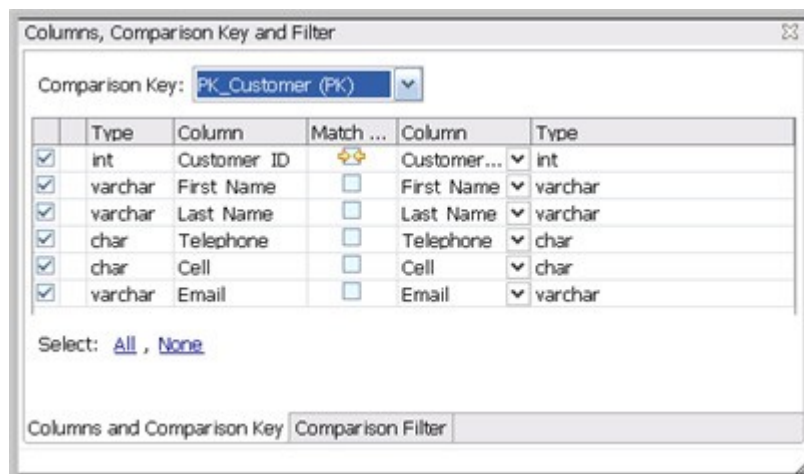 Columns, Comparison Key and Filter
Comparison Key: PK_Customer (PK)
Type Column Match ... Column Type
int Customer ID Customer... int
varchar First Name First Name varchar
varchar Last Name Last Name varchar
char Telephone Telephone char
char Cell Cell char
varchar Email Email varchar
Select: All , None
Columns and Comparison Key Comparison Filter